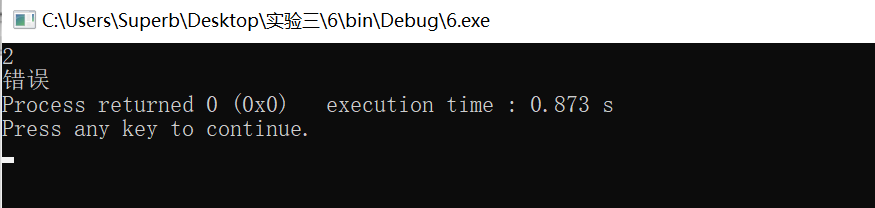 C:\Users\Superb\Desktop\实验三\6\bin\Debug\6.exe
2
错误
Process returned 0 (0x0)   execution time : 0.873 s
Press any key to continue.